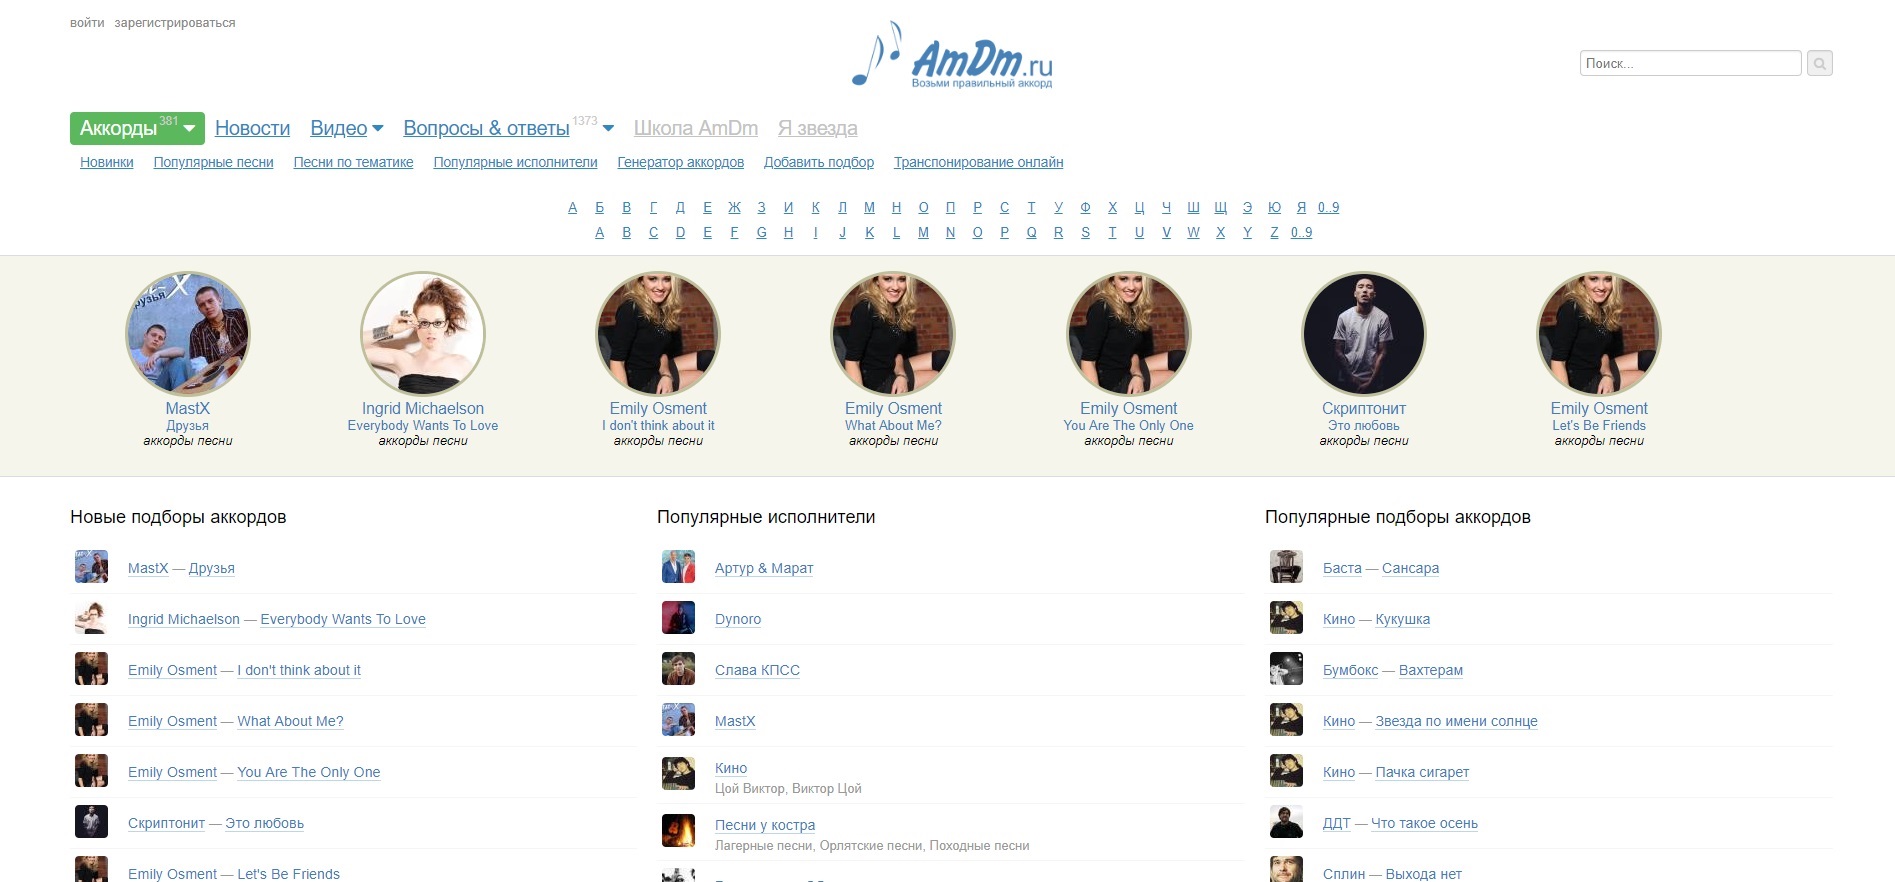 войти зарегистрироваться
AmDm.ru
Возьми правильный аккорд
Поиск...
Аккорды 381 Новости Видео Вопросы & ответы 1373 Школа AmDm Я звезда
Новинки Популярные песни Песни по тематике Популярные исполнители Генератор аккордов Добавить подбор Транспонирование онлайн
А Б В Г Д Е Ж З И К Л М Н О П Р С Т У Ф Х Ц Ч Ш Щ Э Ю Я 0..9
A B C D E F G H I J K L M N O P Q R S T U V W X Y Z 0..9
MastX
Друзья
аккорды песни
Ingrid Michaelson
Everybody Wants To Love
аккорды песни
Emily Osment
I don't think about it
аккорды песни
Emily Osment
What About Me?
аккорды песни
Emily Osment
You Are The Only One
аккорды песни
Скриптонит
Это любовь
аккорды песни
Emily Osment
Let's Be Friends
аккорды песни
Новые подборы аккордов
MastX — Друзья
Ingrid Michaelson — Everybody Wants To Love
Emily Osment — I don't think about it
Emily Osment — What About Me?
Emily Osment — You Are The Only One
Скриптонит — Это любовь
Emily Osment — Let's Be Friends
Популярные исполнители
Артур & Марат
Dynoro
Слава КПСС
MastX
Кино
Цой Виктор, Виктор Цой
Песни у костра
Лагерные песни, Орлятские песни, Походные песни
Популярные подборы аккордов
Баста — Сансара
Кино — Кукушка
Бумбокс — Вахтерам
Кино — Звезда по имени солнце
Кино — Пачка сигарет
ДДТ — Что такое осень
Сплин — Выхода нет